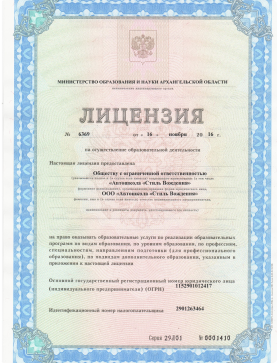 МИНИСТЕРСТВО ОБРАЗОВАНИЯ И НАУКИ АРХАНГЕЛЬСКОЙ ОБЛАСТИ
ЛИЦЕНЗИЯ
№ 6369 от « 16 » ноября 20 16 г.
на осуществление образовательной деятельности
Настоящая лицензия предоставлена
Обществу с ограниченной ответственностью
«Автошкола «Стиль Вождения»
ООО «Автошкола «Стиль Вождения»
на право оказывать образовательные услуги по реализации образовательных
программ по видам образования, по уровням образования, по профессиям,
специальностям, направлениям подготовки (для профессионального
образования), по подвидам дополнительного образования, указанным в
приложении к настоящей лицензии
Основной государственный регистрационный номер юридического лица
(индивидуального предпринимателя) (ОГРН) 1152901012417
Идентификационный номер налогоплательщика 2901263464
Серия 29Л01 № 0001410